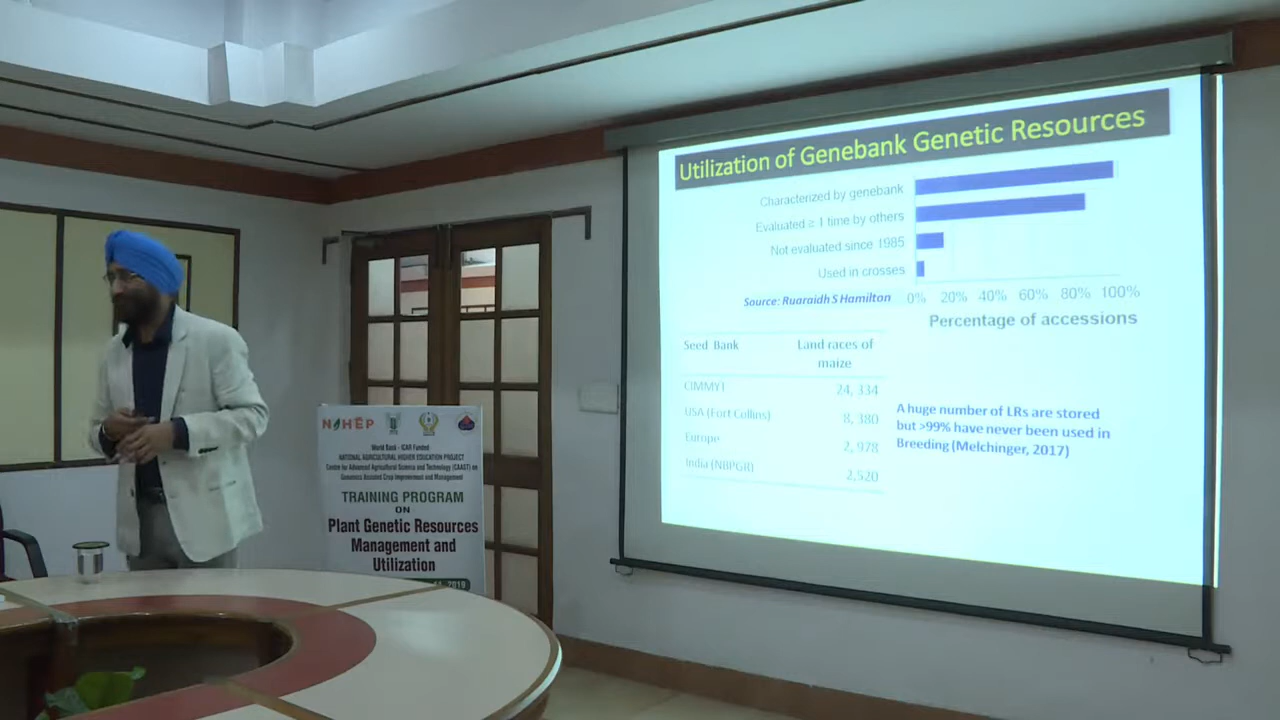 Utilization of Genebank Genetic Resources
Characterized by genebank
Evaluated ≥ 1 time by others
Not evaluated since 1985
Used in crosses
0% 20% 40% 60% 80% 100%
Source: Ruaraidh S Hamilton
Percentage of accessions
Seed Bank Land races of
maize
CIMMYT 24, 334
USA (Fort Collins) 8, 380
Europe 2, 978
India (NBPGR) 2,520
A huge number of LRs are stored
but >99% have never been used in
Breeding (Melchinger, 2017)
NAHEP
World Bank - ICAR Funded
NATIONAL AGRICULTURAL HIGHER EDUCATION PROJECT
Centre for Advanced Agricultural Science and Technology (CAAST) on
Genomics Assisted Crop Improvement and Management
TRAINING PROGRAM
ON
Plant Genetic Resources
Management and
Utilization
2019